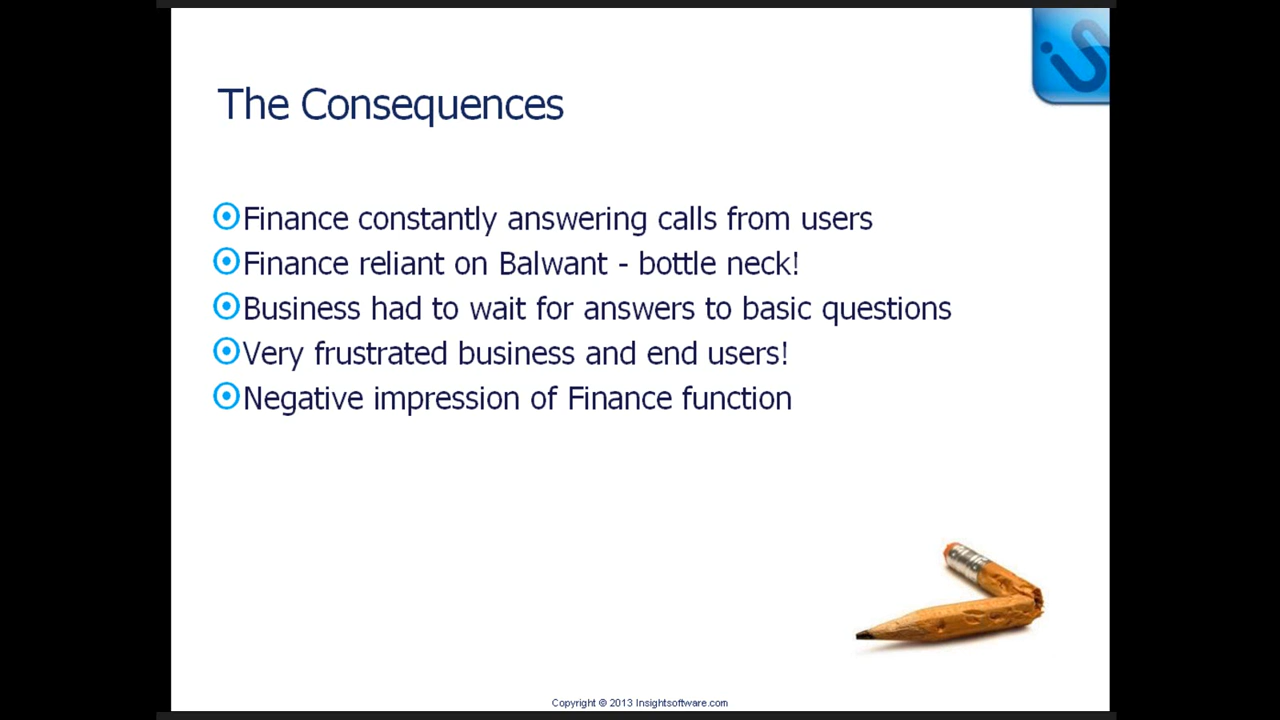 The Consequences
Finance constantly answering calls from users
Finance reliant on Balwant - bottle neck!
Business had to wait for answers to basic questions
Very frustrated business and end users!
Negative impression of Finance function
Copyright © 2013 Insightsoftware.com